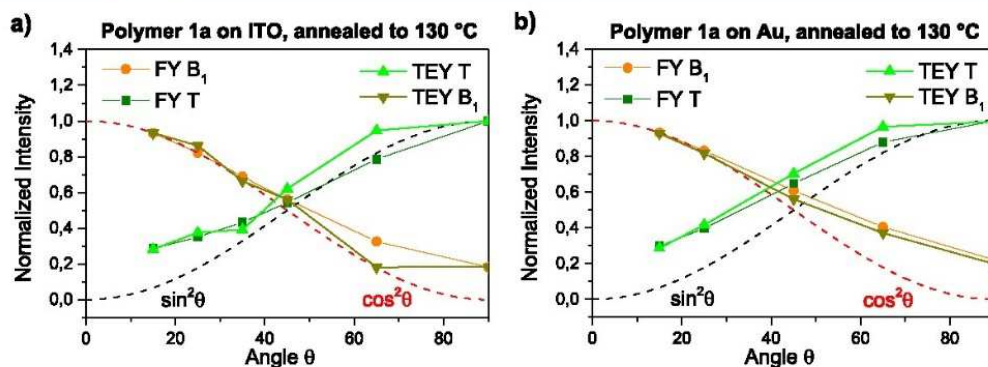 a) Polymer 1a on ITO, annealed to 130 °C
1,4
1,2
1,0
0,8
0,6
0,4
0,2
0,0
Normalized Intensity
FY B₁
FY T
TEY T
TEY B₁
sin²θ
cos²θ
0 20 40 60 80
Angle θ
b) Polymer 1a on Au, annealed to 130 °C
1,4
1,2
1,0
0,8
0,6
0,4
0,2
0,0
Normalized Intensity
FY B₁
FY T
TEY T
TEY B₁
sin²θ
cos²θ
0 20 40 60 80
Angle θ